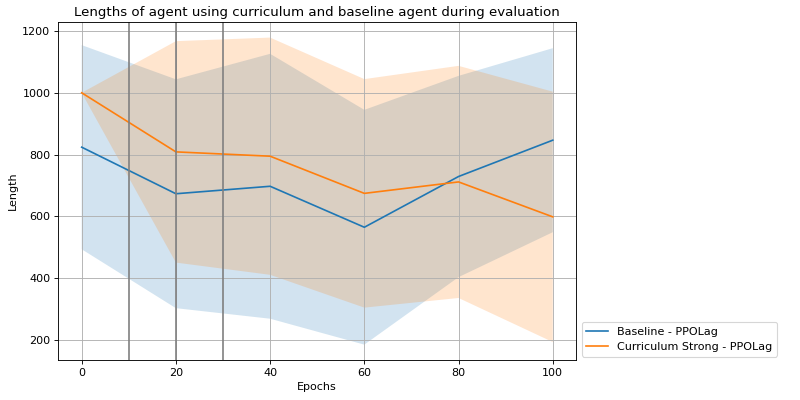 Lengths of agent using curriculum and baseline agent during evaluation
1200
1000
800
600
400
200
Length
0 20 40 60 80 100
Epochs
Baseline - PPOLag
Curriculum Strong - PPOLag